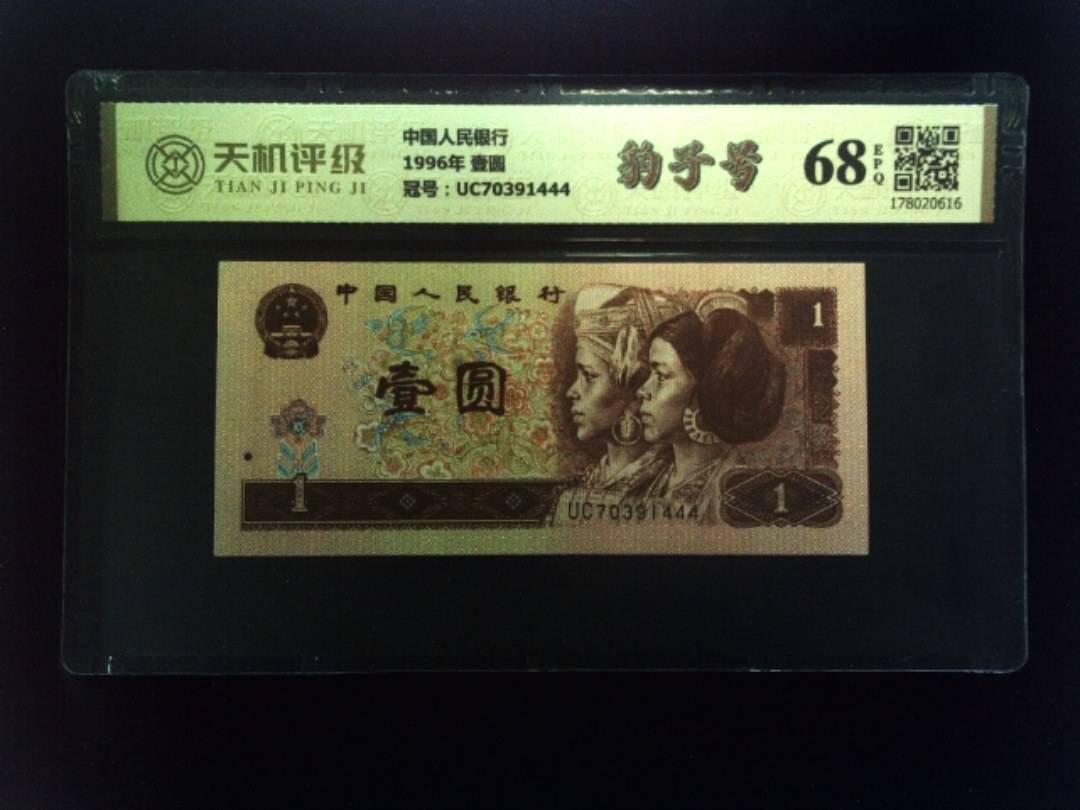 天机评级
TIAN JI PING JI
中国人民银行
1996年 壹圆
冠号：UC70391444
豹子号
68
EPQ
178020616
中国人民银行
1
壹圆
1
UC70391444
1